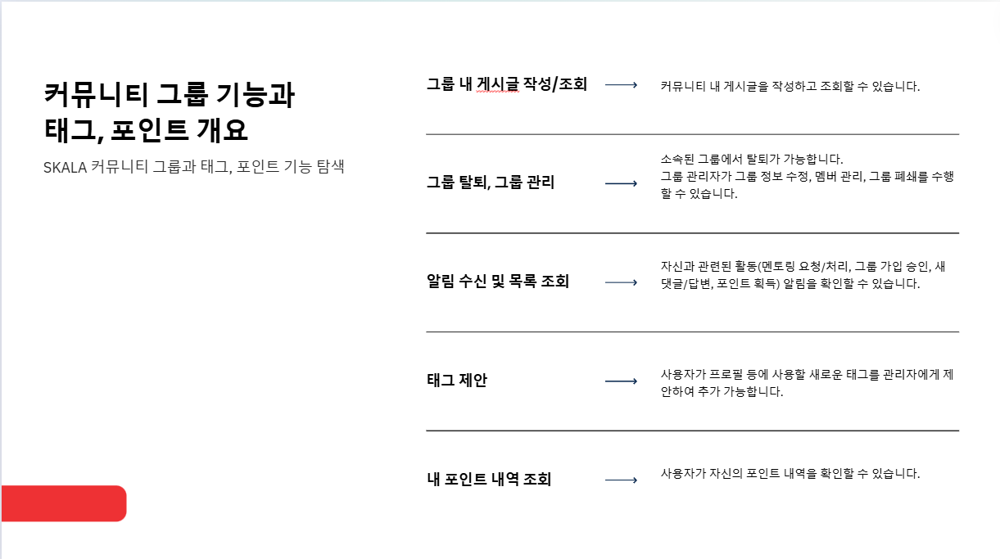 커뮤니티 그룹 기능과
태그, 포인트 개요
SKALA 커뮤니티 그룹과 태그, 포인트 기능 탐색
그룹 내 게시글 작성/조회
커뮤니티 내 게시글을 작성하고 조회할 수 있습니다.
그룹 탈퇴, 그룹 관리
소속된 그룹에서 탈퇴가 가능합니다.
그룹 관리자가 그룹 정보 수정, 멤버 관리, 그룹 폐쇄를 수행
할 수 있습니다.
알림 수신 및 목록 조회
자신과 관련된 활동(멘토링 요청/처리, 그룹 가입 승인, 새
댓글/답변, 포인트 획득) 알림을 확인할 수 있습니다.
태그 제안
사용자가 프로필 등에 사용할 새로운 태그를 관리자에게 제
안하여 추가 가능합니다.
내 포인트 내역 조회
사용자가 자신의 포인트 내역을 확인할 수 있습니다.